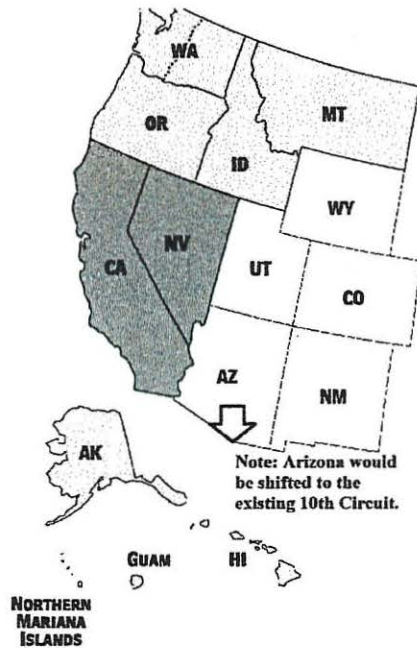 WA
MT
OR
ID
WY
NV
CA
UT
CO
AZ
NM
Note: Arizona would
be shifted to the
existing 10th Circuit.
AK
GUAM
HI
NORTHERN
MARIANA
ISLANDS